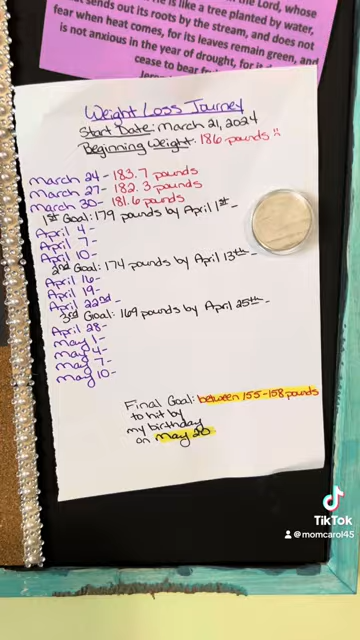 the Lord, whose
He is like a tree planted by water,
sends out its roots by the stream, and does not
fear when heat comes, for its leaves remain green, and
is not anxious in the year of drought, for it
cease to bear
Weight Loss Journey
Start Date: March 21, 2024
Beginning Weight: 186 pounds
March 24 - 183.7 pounds
March 27 - 182.3 pounds
March 30 - 181.6 pounds
1st Goal: 179 pounds by April 1st -
April 4 -
April 7 -
April 10 -
2nd Goal: 174 pounds by April 13th -
April 16 -
April 19 -
April 22nd -
3rd Goal: 169 pounds by April 25th -
April 28 -
May 1 -
May 4 -
May 7 -
May 10 -
Final Goal: between 155-158 pounds
to hit by
my birthday
on May 20
TikTok
@momcarol45